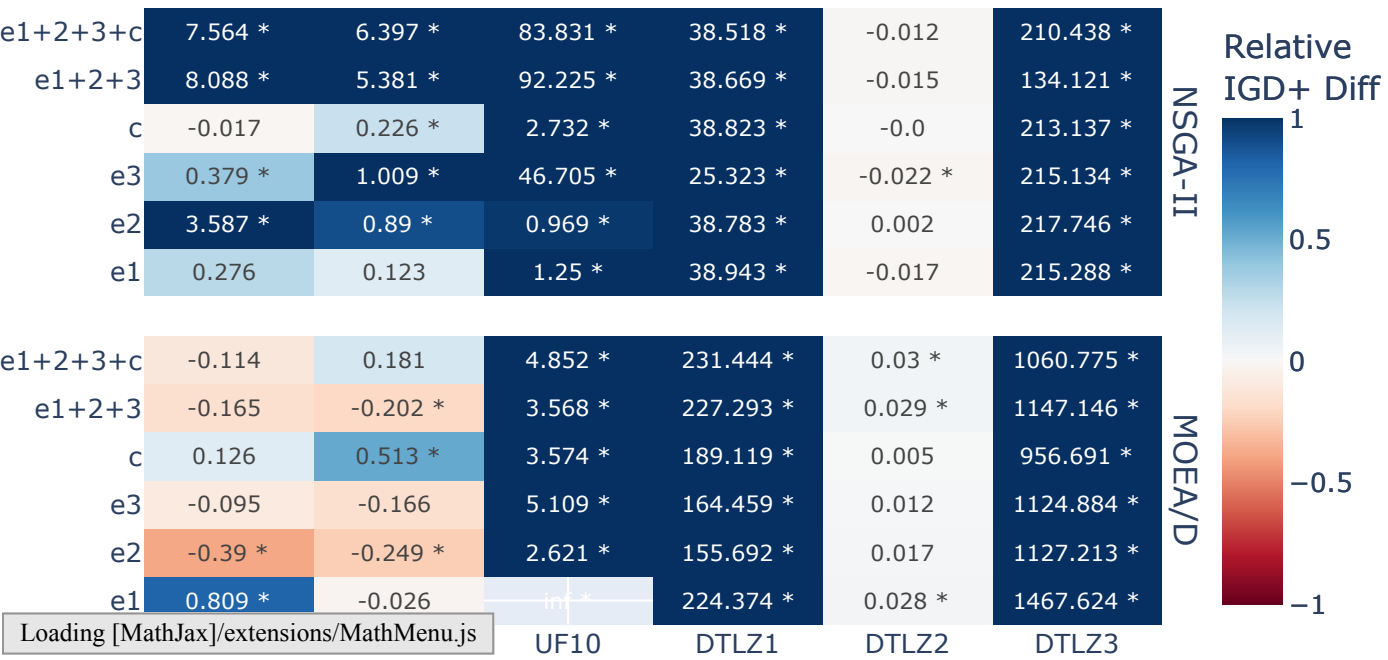 e1+2+3+c 7.564 * 6.397 * 83.831 * 38.518 * -0.012 210.438 *
e1+2+3 8.088 * 5.381 * 92.225 * 38.669 * -0.015 134.121 *
c -0.017 0.226 * 2.732 * 38.823 * -0.0 213.137 *
e3 0.379 * 1.009 * 46.705 * 25.323 * -0.022 * 215.134 *
e2 3.587 * 0.89 * 0.969 * 38.783 * 0.002 217.746 *
e1 0.276 0.123 1.25 * 38.943 * -0.017 215.288 *
NSGA-II
e1+2+3+c -0.114 0.181 4.852 * 231.444 * 0.03 * 1060.775 *
e1+2+3 -0.165 -0.202 * 3.568 * 227.293 * 0.029 * 1147.146 *
c 0.126 0.513 * 3.574 * 189.119 * 0.005 956.691 *
e3 -0.095 -0.166 5.109 * 164.459 * 0.012 1124.884 *
e2 -0.39 * -0.249 * 2.621 * 155.692 * 0.017 1127.213 *
e1 0.809 * -0.026 inf * 224.374 * 0.028 * 1467.624 *
MOEA/D
Loading [MathJax]/extensions/MathMenu.js
UF10 DTLZ1 DTLZ2 DTLZ3
Relative
IGD+ Diff
1
0.5
0
−0.5
−1